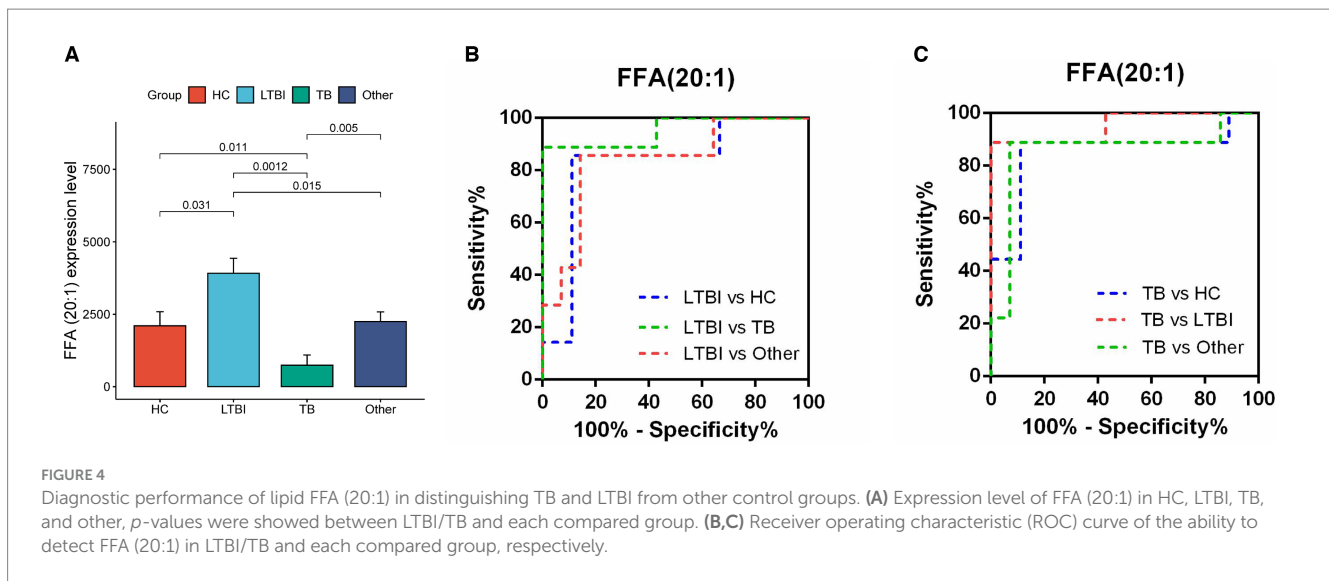 A
Group HC LTBI TB Other
FFA (20:1) expression level
7500
5000
2500
0
0.005
0.011
0.0012
0.015
0.031
HC LTBI TB Other
B
FFA(20:1)
Sensitivity%
100
80
60
40
20
0
LTBI vs HC
LTBI vs TB
LTBI vs Other
0 20 40 60 80 100
100% - Specificity%
C
FFA(20:1)
Sensitivity%
100
80
60
40
20
0
TB vs HC
TB vs LTBI
TB vs Other
0 20 40 60 80 100
100% - Specificity%
FIGURE 4
Diagnostic performance of lipid FFA (20:1) in distinguishing TB and LTBI from other control groups. (A) Expression level of FFA (20:1) in HC, LTBI, TB,
and other, p-values were showed between LTBI/TB and each compared group. (B,C) Receiver operating characteristic (ROC) curve of the ability to
detect FFA (20:1) in LTBI/TB and each compared group, respectively.